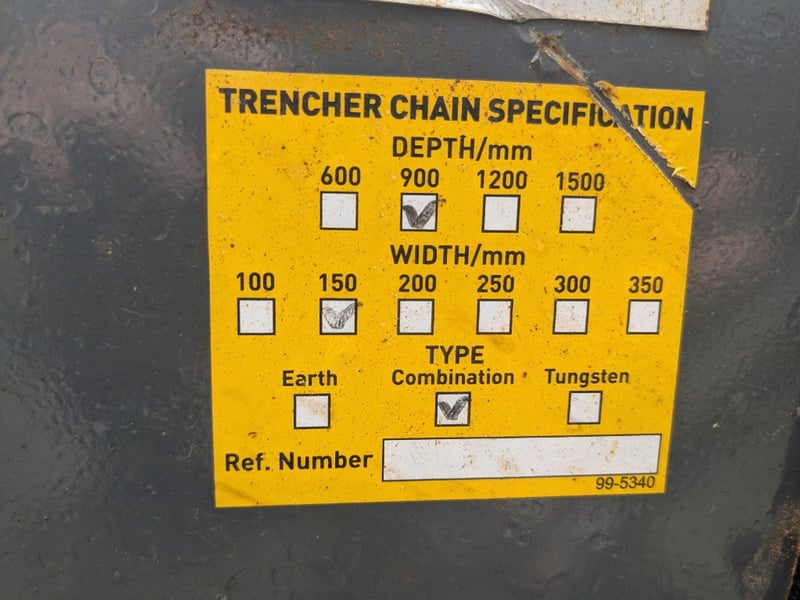 TRENCHER CHAIN SPECIFICATION
DEPTH/mm
600 900 1200 1500
WIDTH/mm
100 150 200 250 300 350
TYPE
Earth Combination Tungsten
Ref. Number
99-5340